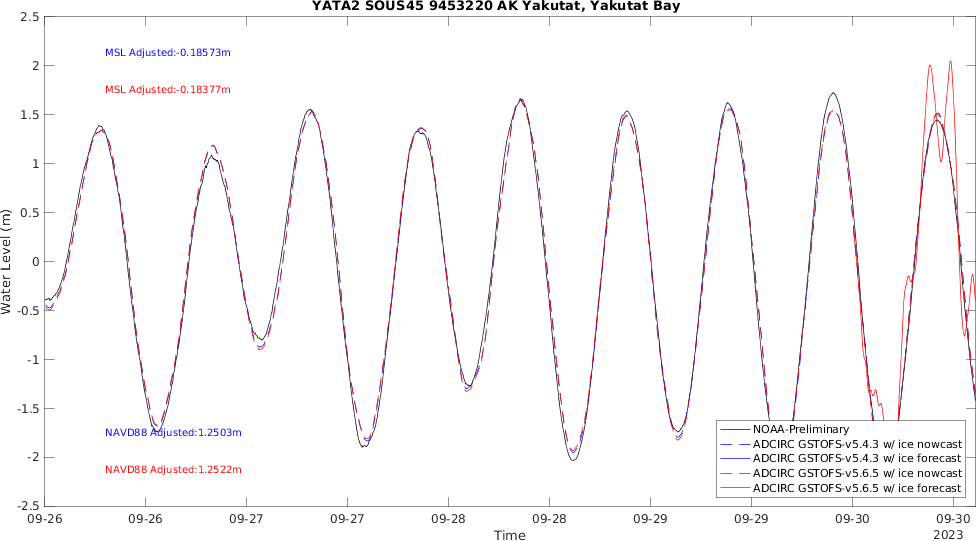 YATA2 SOUS45 9453220 AK Yakutat, Yakutat Bay
2.5
2
1.5
1
0.5
0
-0.5
-1
-1.5
-2
-2.5
Water Level (m)
MSL Adjusted:-0.18573m
MSL Adjusted:-0.18377m
NAVD88 Adjusted:1.2503m
NAVD88 Adjusted:1.2522m
NOAA-Preliminary
ADCIRC GSTOFS-v5.4.3 w/ ice nowcast
ADCIRC GSTOFS-v5.4.3 w/ ice forecast
ADCIRC GSTOFS-v5.6.5 w/ ice nowcast
ADCIRC GSTOFS-v5.6.5 w/ ice forecast
09-26 09-26 09-27 09-27 09-28 09-28 09-29 09-29 09-30 09-30
2023
Time